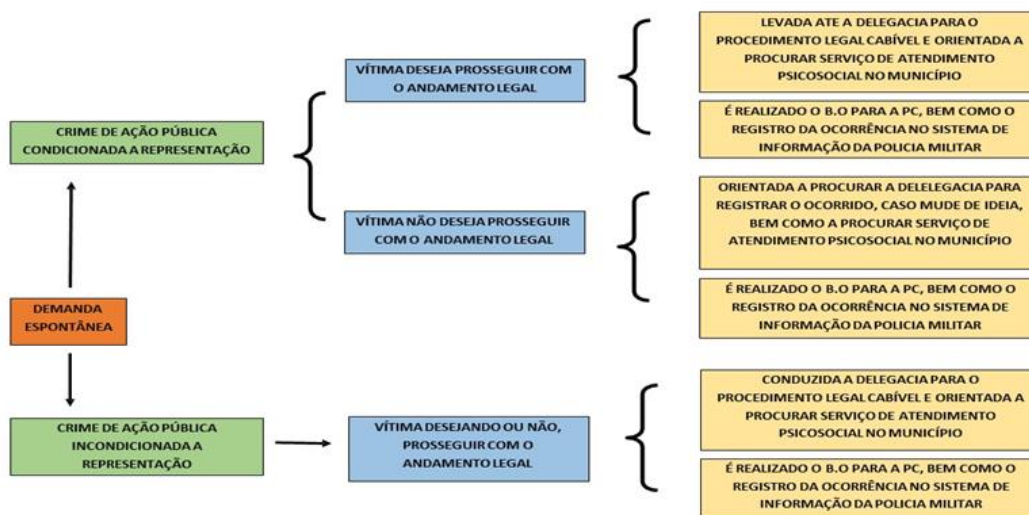 LEVADA ATE A DELEGACIA PARA O
PROCEDIMENTO LEGAL CABÍVEL E ORIENTADA A
PROCURAR SERVIÇO DE ATENDIMENTO
PSICOSOCIAL NO MUNICÍPIO
VÍTIMA DESEJA PROSSEGUIR COM
O ANDAMENTO LEGAL
É REALIZADO O B.O PARA A PC, BEM COMO O
REGISTRO DA OCORRÊNCIA NO SISTEMA DE
INFORMAÇÃO DA POLICIA MILITAR
CRIME DE AÇÃO PÚBLICA
CONDICIONADA A REPRESENTAÇÃO
ORIENTADA A PROCURAR A DELELEGACIA PARA
REGISTRAR O OCORRIDO, CASO MUDE DE IDEIA,
BEM COMO A PROCURAR SERVIÇO DE
ATENDIMENTO PSICOSOCIAL NO MUNICÍPIO
VÍTIMA NÃO DESEJA PROSSEGUIR
COM O ANDAMENTO LEGAL
É REALIZADO O B.O PARA A PC, BEM COMO O
REGISTRO DA OCORRÊNCIA NO SISTEMA DE
INFORMAÇÃO DA POLICIA MILITAR
DEMANDA
ESPONTÂNEA
CONDUZIDA A DELEGACIA PARA O
PROCEDIMENTO LEGAL CABÍVEL E ORIENTADA A
PROCURAR SERVIÇO DE ATENDIMENTO
PSICOSOCIAL NO MUNICÍPIO
CRIME DE AÇÃO PÚBLICA
INCONDICIONADA A
REPRESENTAÇÃO
VÍTIMA DESEJANDO OU NÃO,
PROSSEGUIR COM O
ANDAMENTO LEGAL
É REALIZADO O B.O PARA A PC, BEM COMO O
REGISTRO DA OCORRÊNCIA NO SISTEMA DE
INFORMAÇÃO DA POLICIA MILITAR